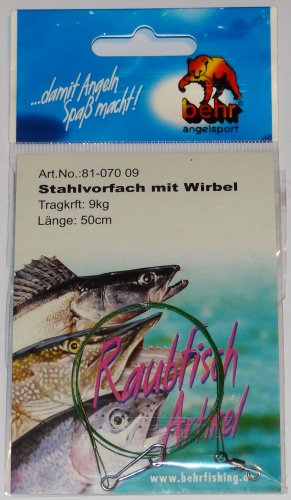 ...damit Angeln
Spaß macht!
behr
angelsport
Art.No.:81-070 09
Stahlvorfach mit Wirbel
Tragkrft: 9kg
Länge: 50cm
Raubfisch
Artikel
www.behrfishing.de